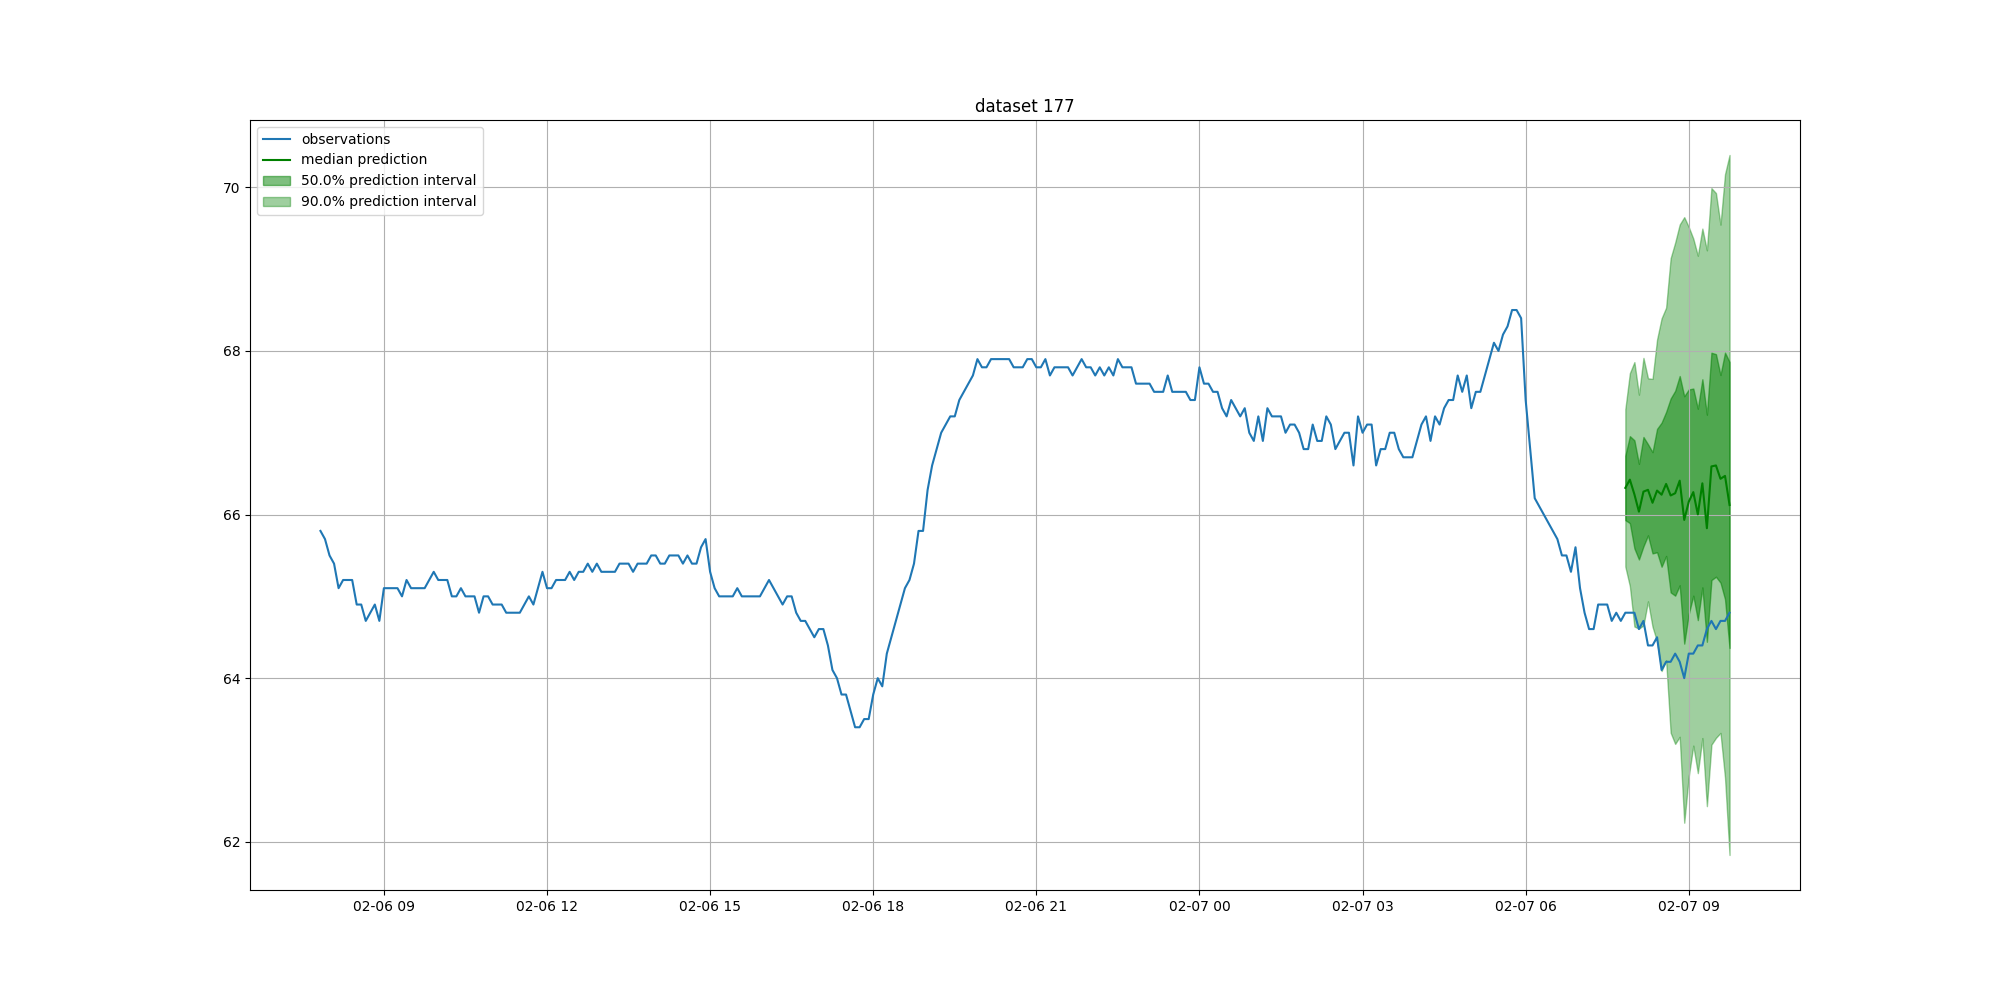 dataset 177
observations
median prediction
50.0% prediction interval
90.0% prediction interval
70
68
66
64
62
02-06 09
02-06 12
02-06 15
02-06 18
02-06 21
02-07 00
02-07 03
02-07 06
02-07 09